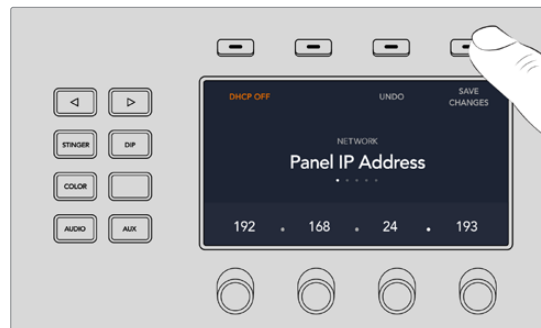 DHCP OFF
UNDO
SAVE
CHANGES
NETWORK
Panel IP Address
192 . 168 . 24 . 193
STINGER
DIP
COLOR
AUDIO
AUX